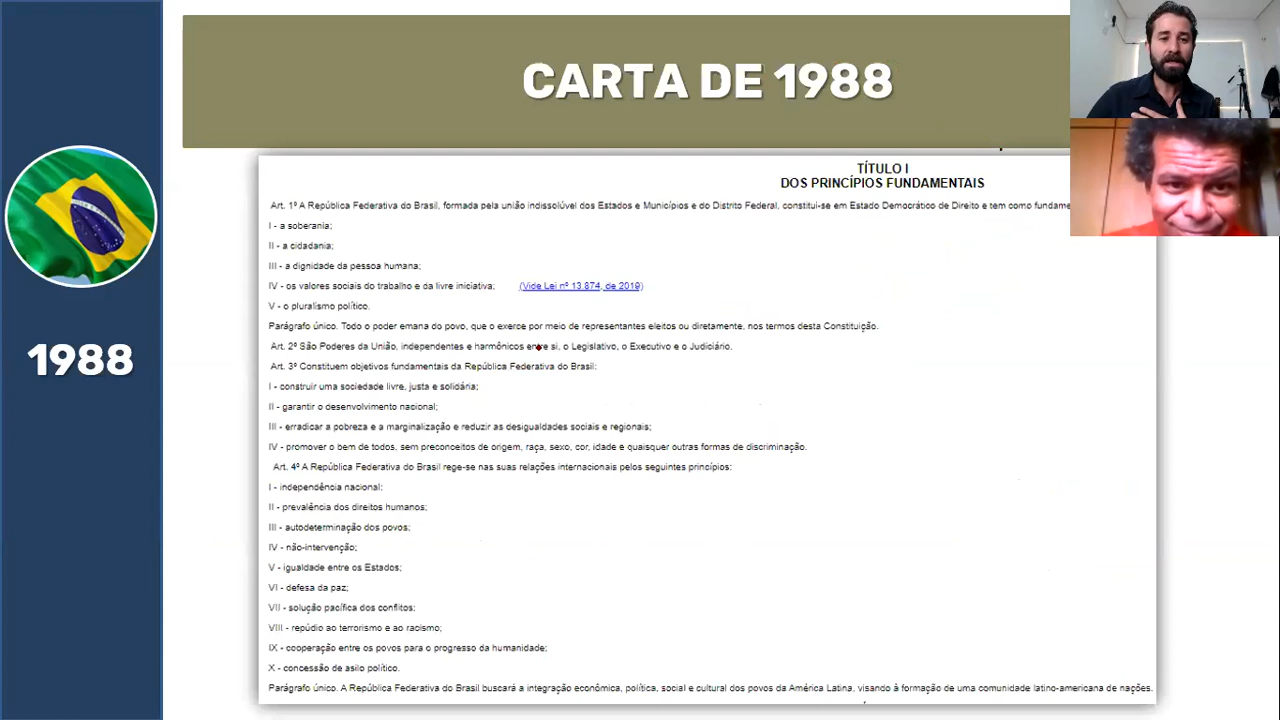 CARTA DE 1988
1988
TÍTULO I
DOS PRINCÍPIOS FUNDAMENTAIS
Art. 1º A República Federativa do Brasil, formada pela união indissolúvel dos Estados e Municípios e do Distrito Federal, constitui-se em Estado Democrático de Direito e tem como
I - a soberania;
II - a cidadania;
III - a dignidade da pessoa humana;
IV - os valores sociais do trabalho e da livre iniciativa; (Vide Lei nº 13.874, de 2019)
V - o pluralismo político.
Parágrafo único. Todo o poder emana do povo, que o exerce por meio de representantes eleitos ou diretamente, nos termos desta Constituição.
Art. 2º São Poderes da União, independentes e harmônicos entre si, o Legislativo, o Executivo e o Judiciário.
Art. 3º Constituem objetivos fundamentais da República Federativa do Brasil:
I - construir uma sociedade livre, justa e solidária;
II - garantir o desenvolvimento nacional;
III - erradicar a pobreza e a marginalização e reduzir as desigualdades sociais e regionais;
IV - promover o bem de todos, sem preconceitos de origem, raça, sexo, cor, idade e quaisquer outras formas de discriminação.
Art. 4º A República Federativa do Brasil rege-se nas suas relações internacionais pelos seguintes princípios:
I - independência nacional;
II - prevalência dos direitos humanos;
III - autodeterminação dos povos;
IV - não-intervenção;
V - igualdade entre os Estados;
VI - defesa da paz;
VII - solução pacífica dos conflitos;
VIII - repúdio ao terrorismo e ao racismo;
IX - cooperação entre os povos para o progresso da humanidade;
X - concessão de asilo político.
Parágrafo único. A República Federativa do Brasil buscará a integração econômica, política, social e cultural dos povos da América Latina, visando à formação de uma comunidade latino-americana de nações.